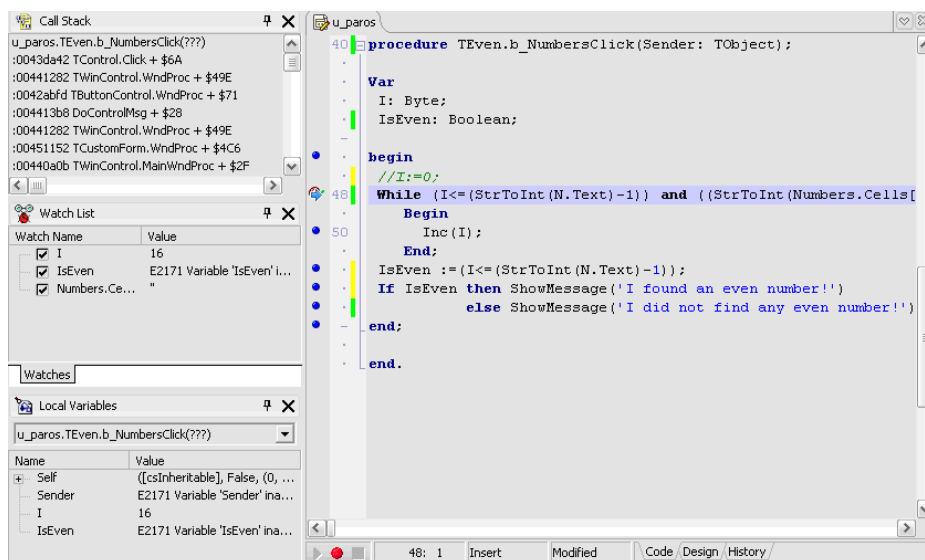 Call Stack
u_paros.TEven.b_NumbersClick(???)
:0043da42 TControl.Click + $6A
:00441282 TWinControl.WndProc + $49E
:0042abfd TButtonControl.WndProc + $71
:004413b8 DoControlMsg + $28
:00441282 TWinControl.WndProc + $49E
:00451152 TCustomForm.WndProc + $4C6
:00440a0b TWinControl.MainWndProc + $2F
Watch List
Watch Name Value
I 16
IsEven E2171 Variable 'IsEven' i...
Numbers.Ce... ''
Watches
Local Variables
u_paros.TEven.b_NumbersClick(???)
Name Value
Self ([csInheritable], False, (0, ...
Sender E2171 Variable 'Sender' ina...
I 16
IsEven E2171 Variable 'IsEven' ina...
u_paros
40 procedure TEven.b_NumbersClick(Sender: TObject);
Var
I: Byte;
IsEven: Boolean;
begin
//I:=0;
48 While (I<=(StrToInt(N.Text)-1)) and ((StrToInt(Numbers.Cells[
Begin
50 Inc(I);
End;
IsEven :=(I<=(StrToInt(N.Text)-1));
If IsEven then ShowMessage('I found an even number!')
else ShowMessage('I did not find any even number!')
end;
end.
48: 1 Insert Modified Code Design History